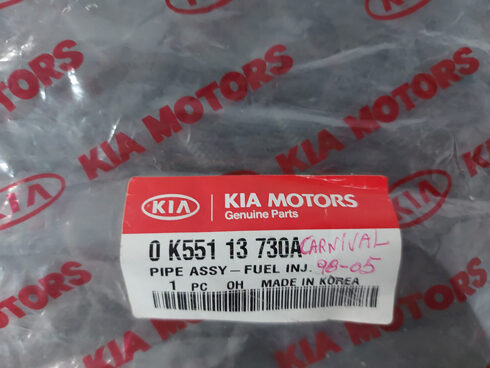 KIA MOTORS
KIA MOTORS
KIA MOTORS
KIA MOTORS
KIA KIA MOTORS
Genuine Parts
0 K551 13 730A CARNIVAL
PIPE ASSY - FUEL INJ. 98-05
1 PC OH MADE IN KOREA
KIA MOTORS